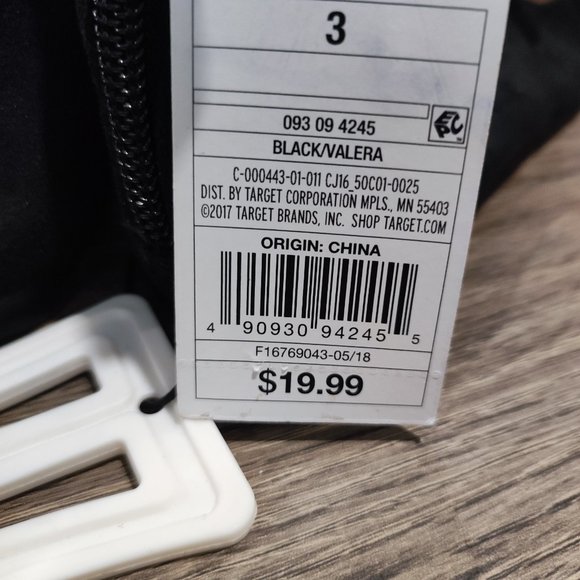 3
093 09 4245
EPC
BLACK/VALERA
C-000443-01-011 CJ16_50C01-0025
DIST. BY TARGET CORPORATION MPLS., MN 55403
©2017 TARGET BRANDS, INC. SHOP TARGET.COM
ORIGIN: CHINA
4 90930 94245 5
F16769043-05/18
$19.99